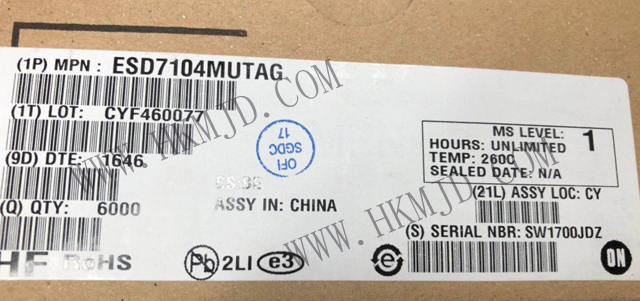 (1P) MPN: ESD7104MUTAG
(1T) LOT: CYF460077
(9D) DTE: 1646
(Q) QTY: 6000
OFI
SGDC
17
ASSY IN: CHINA
MS LEVEL: 1
HOURS: UNLIMITED
TEMP: 260C
SEALED DATE: N/A
(21L) ASSY LOC: CY
(S) SERIAL NBR: SW1700JDZ
HF RoHS
Pb 2LI e3
e
ON
WWW.HKMJD.COM
WWW.HKMJD.COM